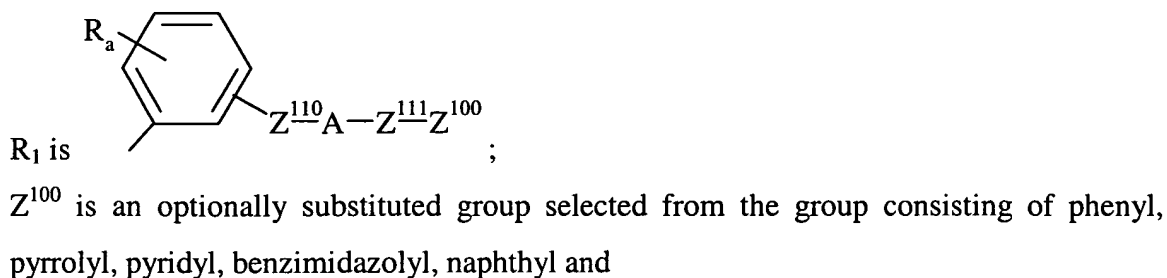 Rₐ
Z¹¹⁰—A—Z¹¹¹—Z¹⁰⁰
R₁ is ;
Z¹⁰⁰ is an optionally substituted group selected from the group consisting of phenyl,
pyrrolyl, pyridyl, benzimidazolyl, naphthyl and